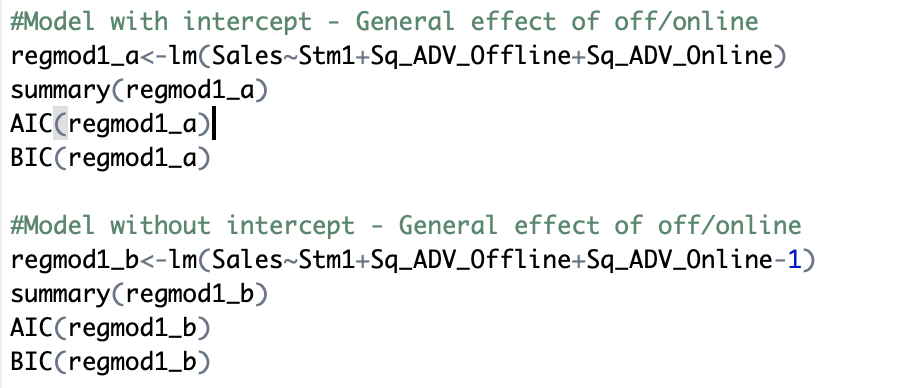 #Model with intercept - General effect of off/online
regmod1_a<-lm(Sales~Stm1+Sq_ADV_Offline+Sq_ADV_Online)
summary(regmod1_a)
AIC(regmod1_a)
BIC(regmod1_a)

#Model without intercept - General effect of off/online
regmod1_b<-lm(Sales~Stm1+Sq_ADV_Offline+Sq_ADV_Online-1)
summary(regmod1_b)
AIC(regmod1_b)
BIC(regmod1_b)